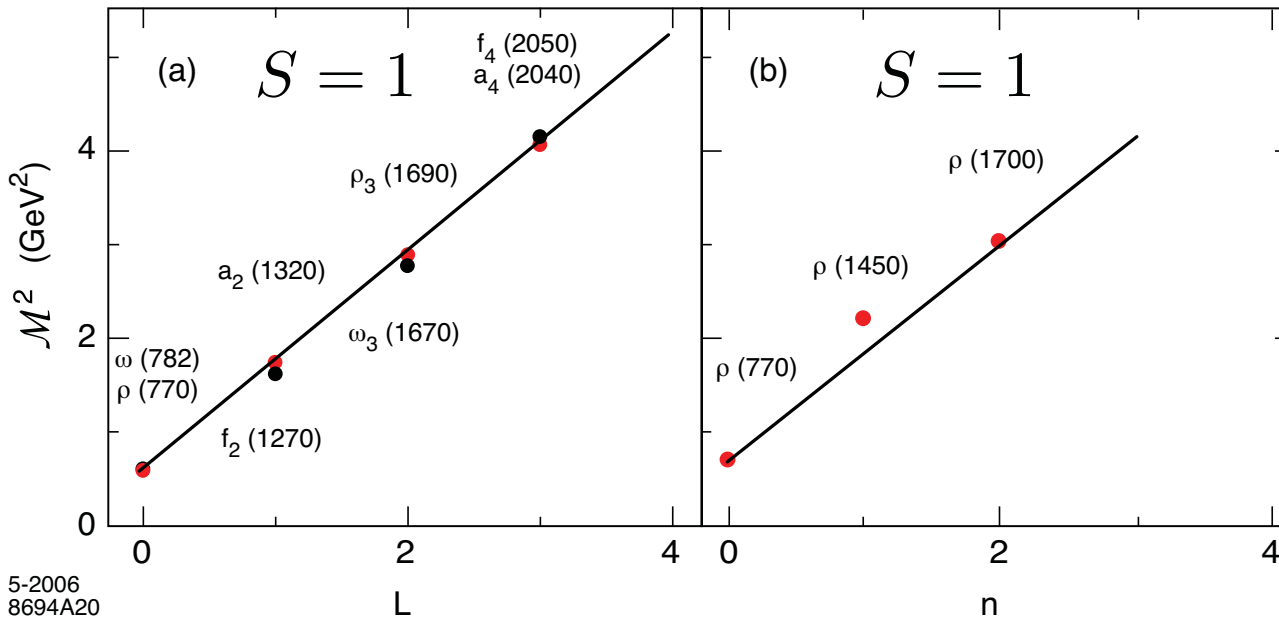 (a)
S = 1
f₄ (2050)
a₄ (2040)
ρ₃ (1690)
a₂ (1320)
ω₃ (1670)
ω (782)
ρ (770)
f₂ (1270)
ℳ² (GeV²)
4
2
0
0 2 4
L
(b)
S = 1
ρ (1700)
ρ (1450)
ρ (770)
0 2 4
n
5-2006
8694A20